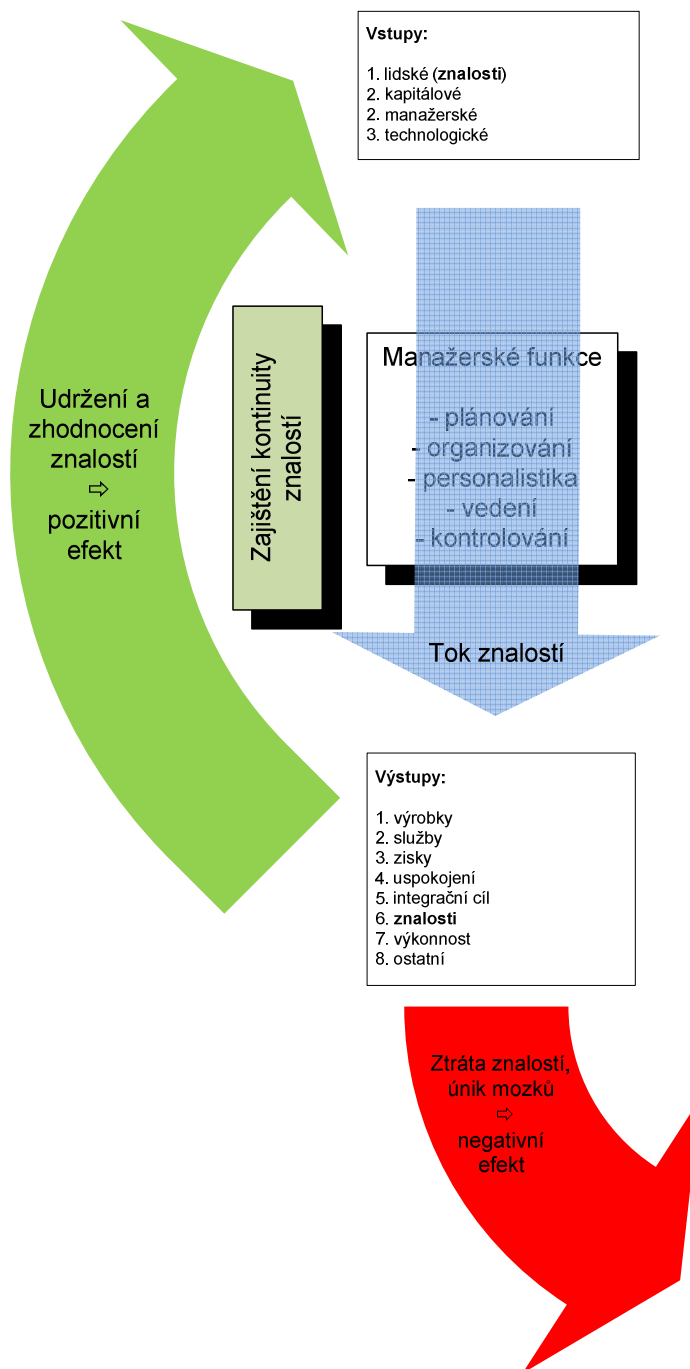 Vstupy:
1. lidské (znalosti)
2. kapitálové
2. manažerské
3. technologické
Udržení a
zhodnocení
znalostí
⇨
pozitivní
efekt
Zajištění kontinuity
znalostí
Manažerské funkce
- plánování
- organizování
- personalistika
- vedení
- kontrolování
Tok znalostí
Výstupy:
1. výrobky
2. služby
3. zisky
4. uspokojení
5. integrační cíl
6. znalosti
7. výkonnost
8. ostatní
Ztráta znalostí,
únik mozků
⇨
negativní
efekt